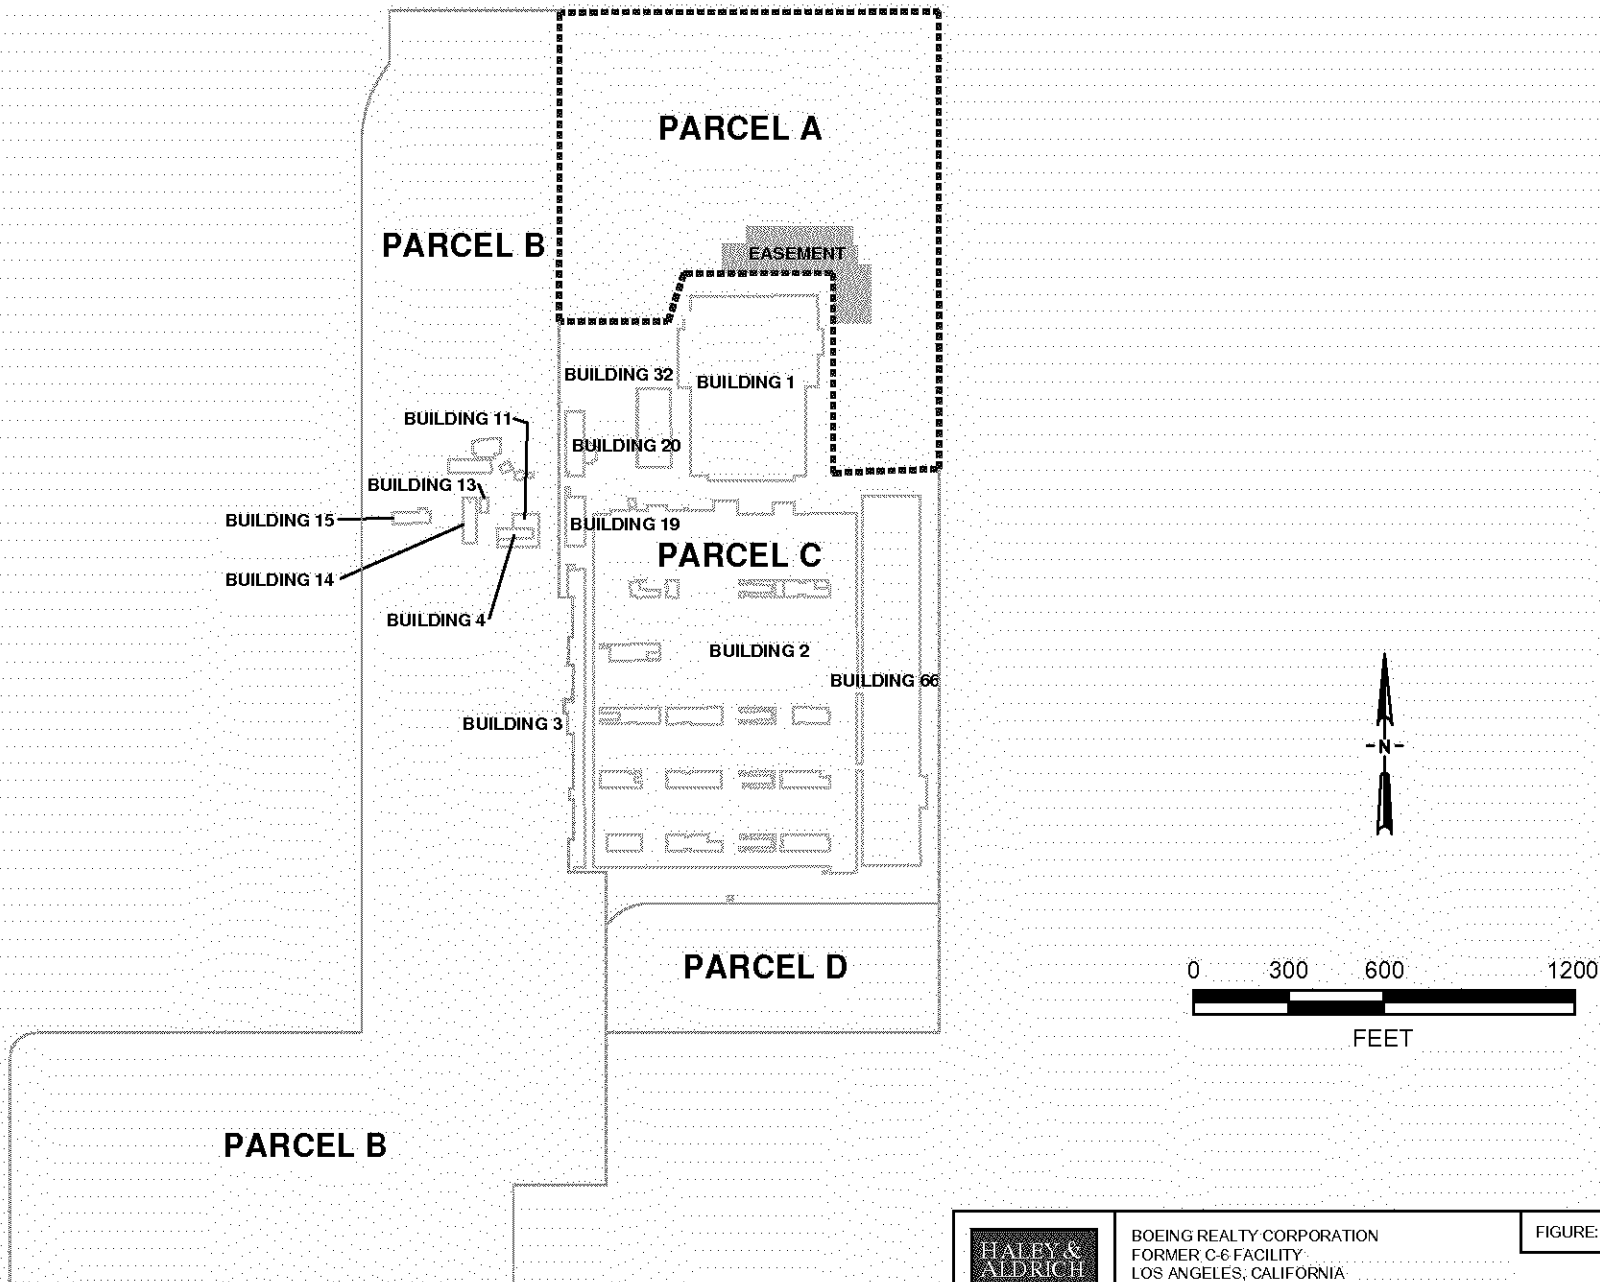 PARCEL A
PARCEL B
EASEMENT
BUILDING 32
BUILDING 1
BUILDING 11
BUILDING 20
BUILDING 13
BUILDING 15
BUILDING 19
PARCEL C
BUILDING 14
BUILDING 4
BUILDING 2
BUILDING 66
BUILDING 3
N
PARCEL D
0 300 600 1200
FEET
PARCEL B
HALEY &
ALDRICH
BOEING REALTY CORPORATION
FORMER C-6 FACILITY
LOS ANGELES, CALIFORNIA
FIGURE: